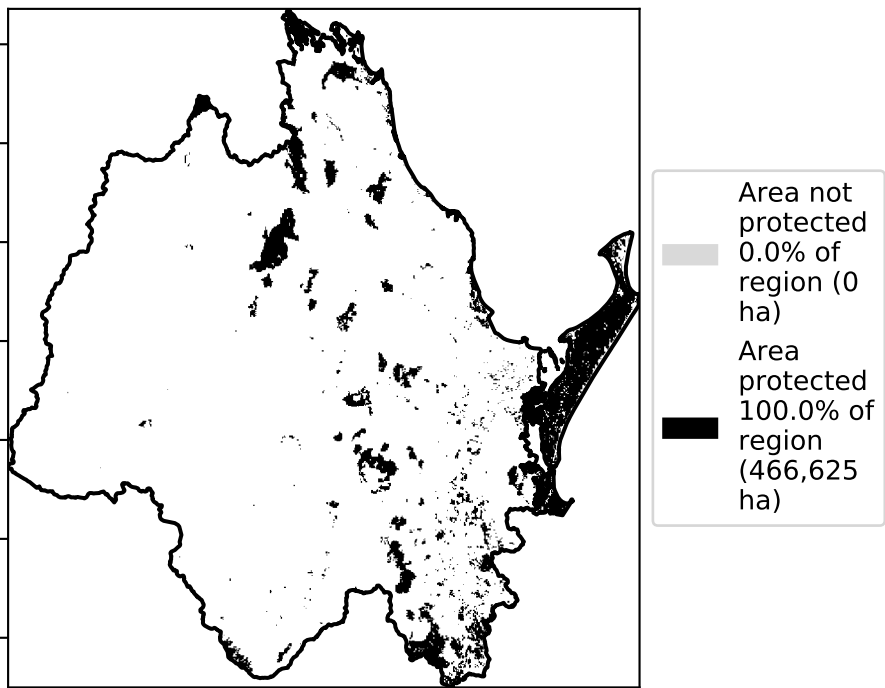 Area not
protected
0.0% of
region (0
ha)
Area
protected
100.0% of
region
(466,625
ha)